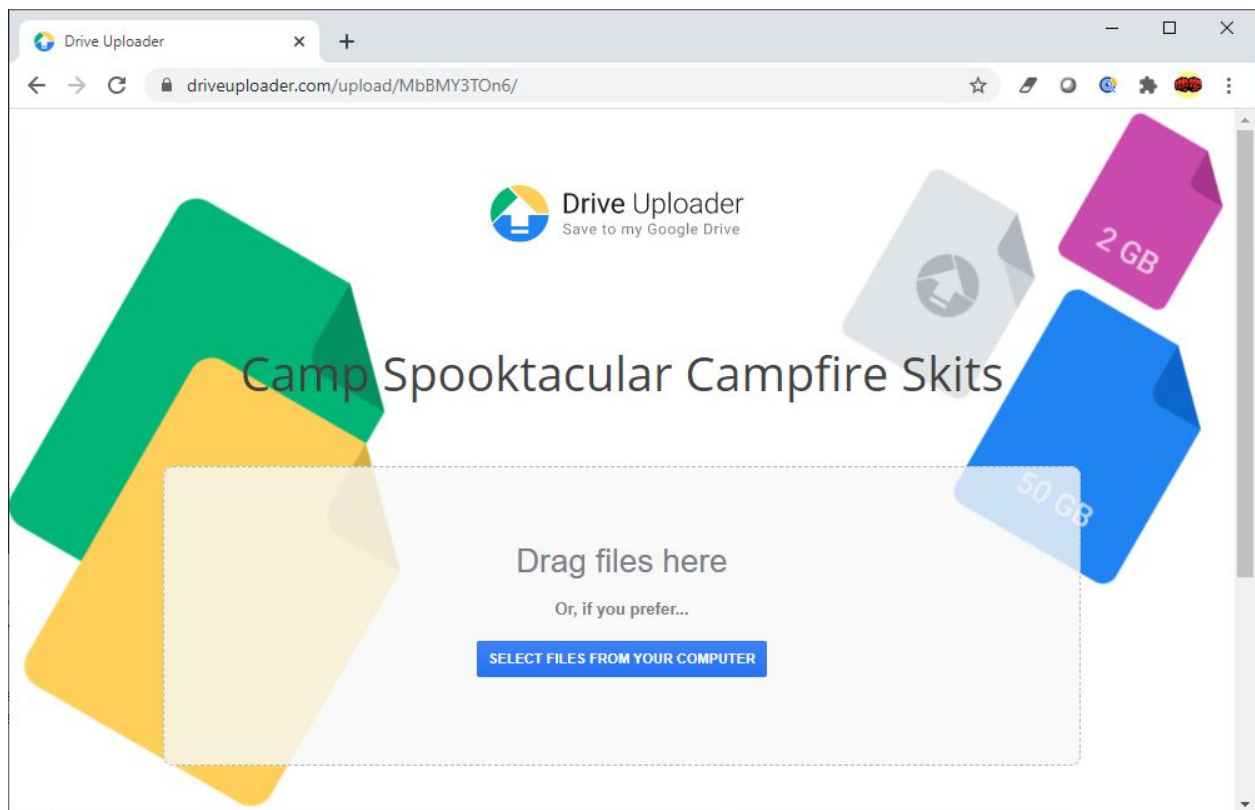 Drive Uploader
driveuploader.com/upload/MbBMY3TOn6/
Drive Uploader
Save to my Google Drive
2 GB
Camp Spooktacular Campfire Skits
50 GB
Drag files here
Or, if you prefer...
SELECT FILES FROM YOUR COMPUTER